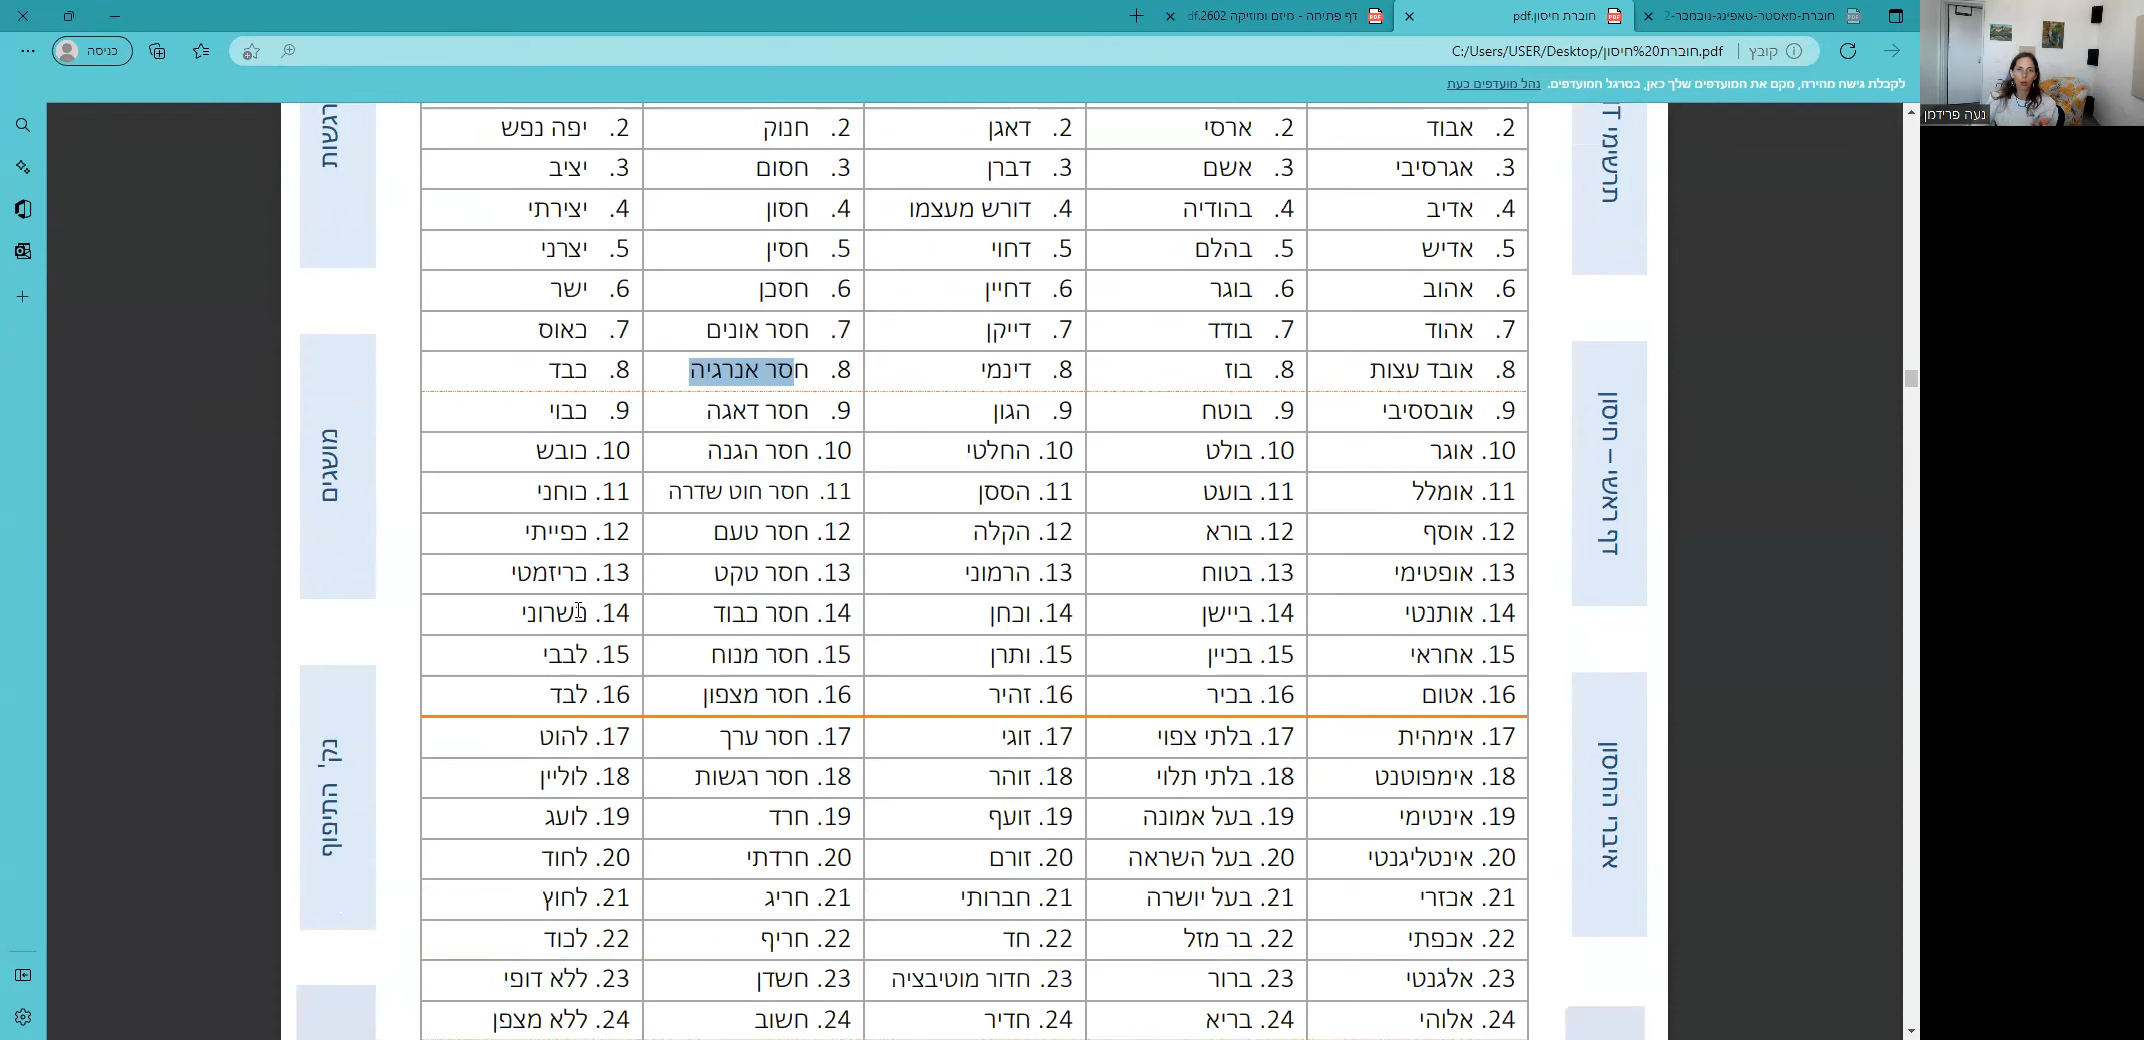 חוברת-מאסטר-טאפינג-נובמבר-2
חוברת חיסון.pdf
דף פתיחה - מיזם ומוזיקה 2602.df
C:/Users/USER/Desktop/חוברת%20חיסון.pdf
קובץ
כניסה
לקבלת גישה מהירה, מקם את המועדפים שלך כאן, בסרגל המועדפים. נהל מועדפים כעת
נעה פרידמן
2. אבוד 2. ארסי 2. דאגן 2. חנוק 2. יפה נפש
3. אגרסיבי 3. אשם 3. דברן 3. חסום 3. יציב
4. אדיב 4. בהודיה 4. דורש מעצמו 4. חסון 4. יצירתי
5. אדיש 5. בהלם 5. דחוי 5. חסין 5. יצרני
6. אהוב 6. בוגר 6. דחיין 6. חסכן 6. ישר
7. אהוד 7. בודד 7. דייקן 7. חסר אונים 7. כאוס
8. אובד עצות 8. בוז 8. דינמי 8. חסר אנרגיה 8. כבד
9. אובססיבי 9. בוטח 9. הגון 9. חסר דאגה 9. כבוי
10. אוגר 10. בולט 10. החלטי 10. חסר הגנה 10. כובש
11. אומלל 11. בועט 11. הססן 11. חסר חוט שדרה 11. כוחני
12. אוסף 12. בורא 12. הקלה 12. חסר טעם 12. כפייתי
13. אופטימי 13. בטוח 13. הרמוני 13. חסר טקט 13. כריזמטי
14. אותנטי 14. ביישן 14. וכחן 14. חסר כבוד 14. כשרוני
15. אחראי 15. בכיין 15. ותרן 15. חסר מנוח 15. לבבי
16. אטום 16. בכיר 16. זהיר 16. חסר מצפון 16. לבד
17. אימהית 17. בלתי צפוי 17. זוגי 17. חסר ערך 17. להוט
18. אימפוטנט 18. בלתי תלוי 18. זוהר 18. חסר רגשות 18. לוליין
19. אינטימי 19. בעל אמונה 19. זועף 19. חרד 19. לועג
20. אינטליגנטי 20. בעל השראה 20. זורם 20. חרדתי 20. לחוד
21. אכזרי 21. בעל יושרה 21. חברותי 21. חריג 21. לחוץ
22. אכפתי 22. בר מזל 22. חד 22. חריף 22. לכוד
23. אלגנטי 23. ברור 23. חדור מוטיבציה 23. חשדן 23. ללא דופי
24. אלוהי 24. בריא 24. חדיר 24. חשוב 24. ללא מצפן
תרשימי
דף ראשי – חיסון
איברי החיסון
רגשות
מושגים
נק' התיפוף